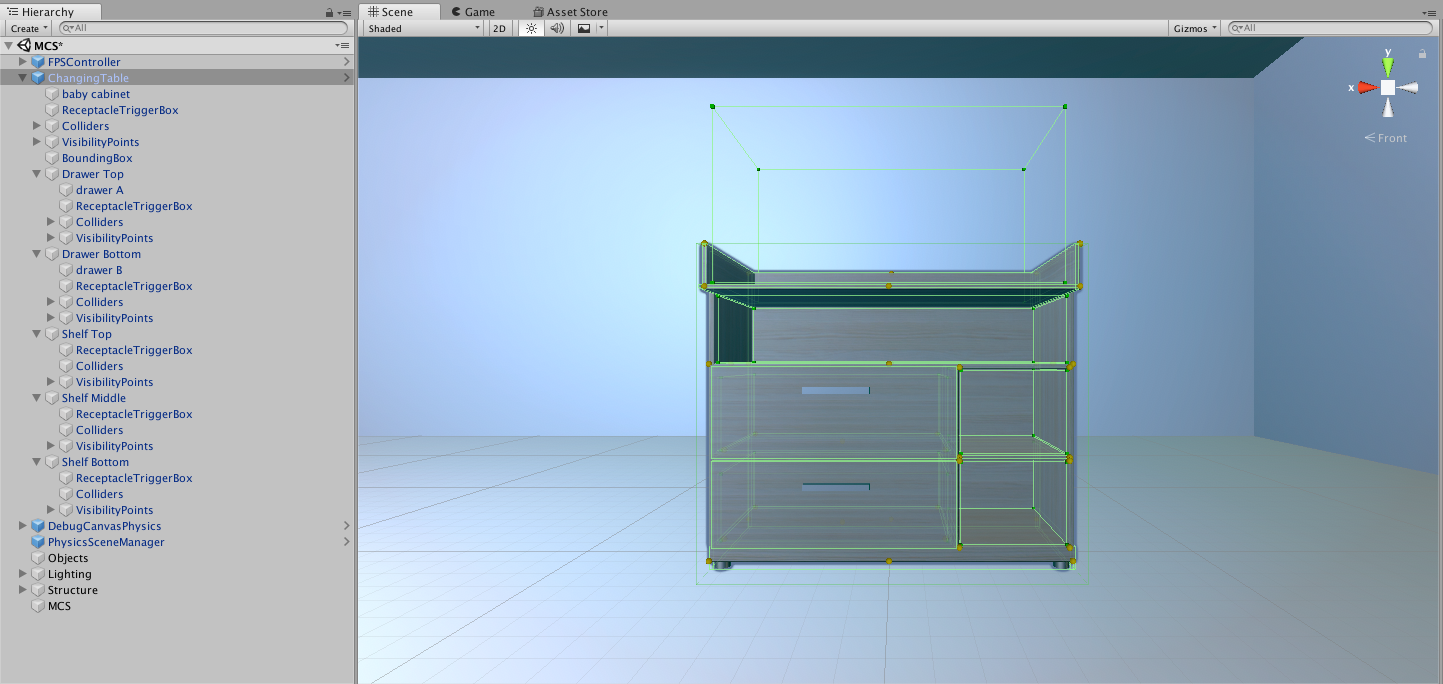 Hierarchy
Create
All
MCS*
FPSController
ChangingTable
baby cabinet
ReceptacleTriggerBox
Colliders
VisibilityPoints
BoundingBox
Drawer Top
drawer A
ReceptacleTriggerBox
Colliders
VisibilityPoints
Drawer Bottom
drawer B
ReceptacleTriggerBox
Colliders
VisibilityPoints
Shelf Top
ReceptacleTriggerBox
Colliders
VisibilityPoints
Shelf Middle
ReceptacleTriggerBox
Colliders
VisibilityPoints
Shelf Bottom
ReceptacleTriggerBox
Colliders
VisibilityPoints
DebugCanvasPhysics
PhysicsSceneManager
Objects
Lighting
Structure
MCS
Scene Game Asset Store
Shaded 2D Gizmos All
y
x
Front